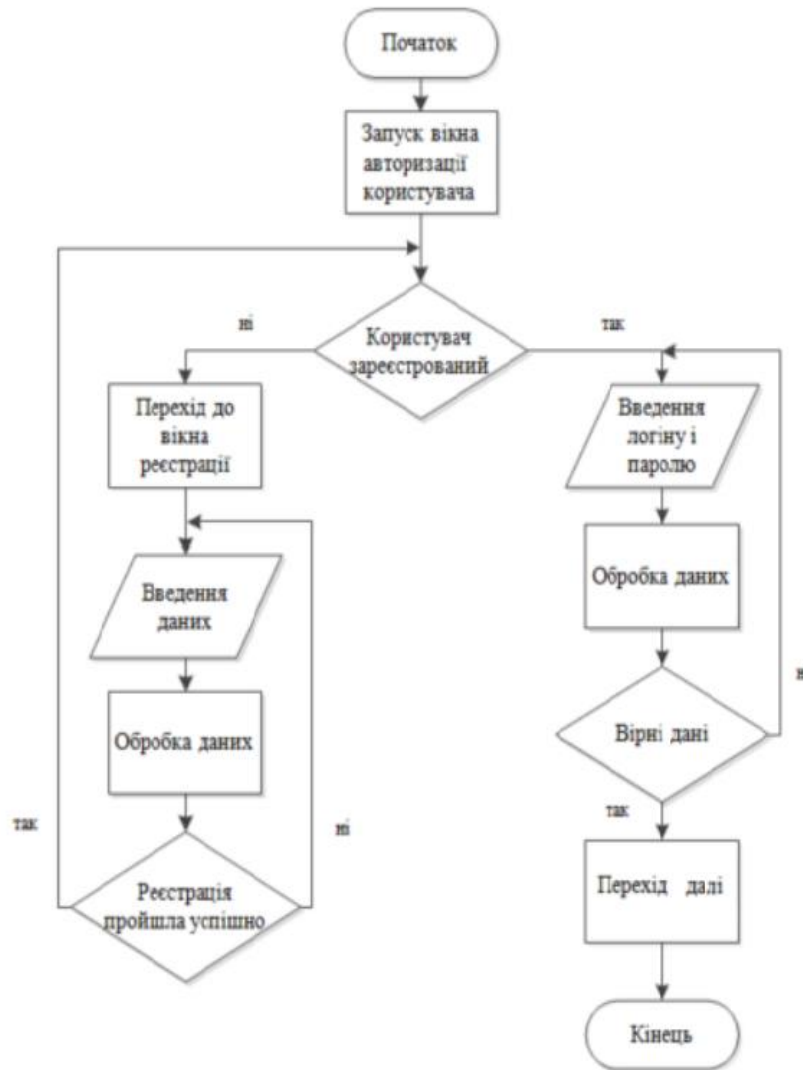 Початок
Запуск вікна
авторизації
користувача
ні
так
Користувач
зареєстрований
Перехід до
вікна
реєстрації
Введення
логіну і
паролю
Введення
даних
Обробка даних
Обробка даних
Вірні дані
так
ні
так
Реєстрація
пройшла успішно
Перехід далі
Кінець